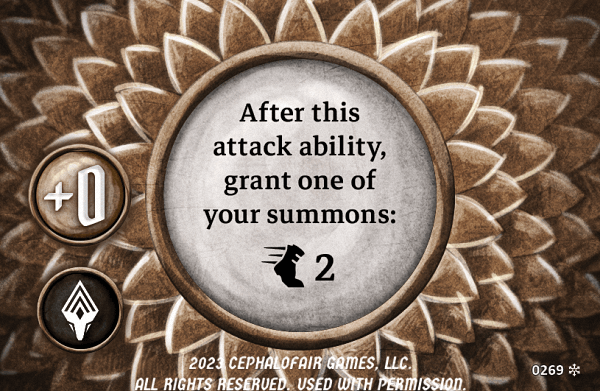 After this
attack ability,
grant one of
your summons:
2
+0
2023 CEPHALOFAIR GAMES, LLC.
ALL RIGHTS RESERVED. USED WITH PERMISSION.
0269